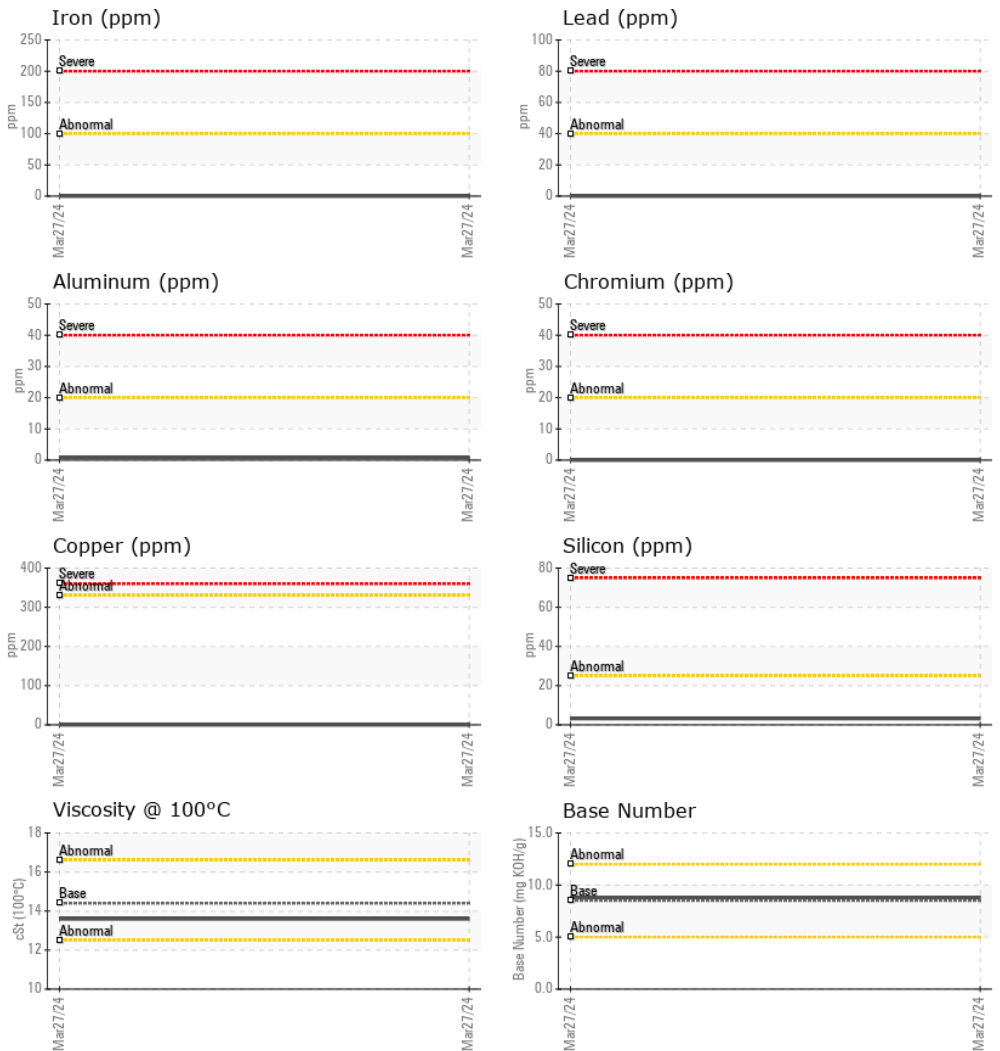 Iron (ppm)
250
200
150
100
50
0
ppm
Severe
Abnormal
Mar27/24
Mar27/24
Lead (ppm)
100
80
60
40
20
0
ppm
Severe
Abnormal
Mar27/24
Mar27/24
Aluminum (ppm)
50
40
30
20
10
0
ppm
Severe
Abnormal
Mar27/24
Mar27/24
Chromium (ppm)
50
40
30
20
10
0
ppm
Severe
Abnormal
Mar27/24
Mar27/24
Copper (ppm)
400
300
200
100
0
ppm
Severe
Abnormal
Mar27/24
Mar27/24
Silicon (ppm)
80
60
40
20
0
ppm
Severe
Abnormal
Mar27/24
Mar27/24
Viscosity @ 100°C
18
16
14
12
10
cSt (100°C)
Abnormal
Base
Abnormal
Mar27/24
Mar27/24
Base Number
15.0
10.0
5.0
0.0
Base Number (mg KOH/g)
Abnormal
Base
Abnormal
Mar27/24
Mar27/24